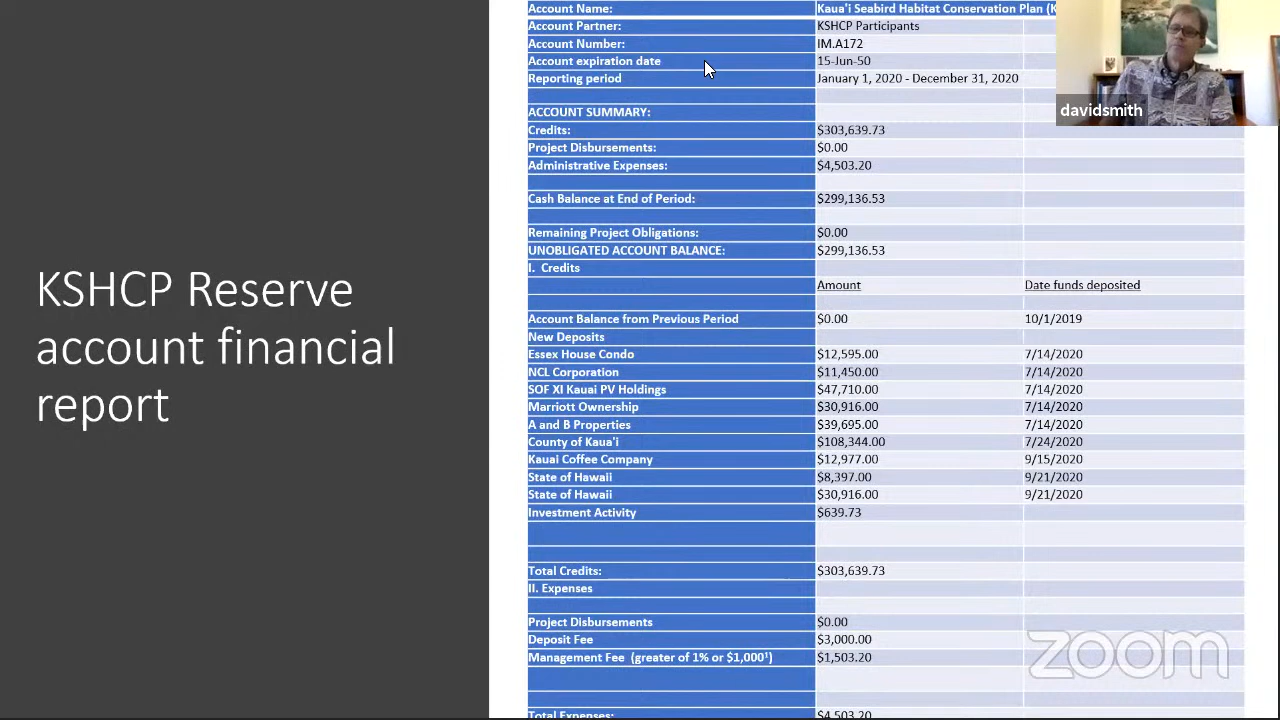 KSHCP Reserve
account financial
report
Account Name: Kaua'i Seabird Habitat Conservation Plan (K
Account Partner: KSHCP Participants
Account Number: IM.A172
Account expiration date 15-Jun-50
Reporting period January 1, 2020 - December 31, 2020
ACCOUNT SUMMARY:
Credits: $303,639.73
Project Disbursements: $0.00
Administrative Expenses: $4,503.20
Cash Balance at End of Period: $299,136.53
Remaining Project Obligations: $0.00
UNOBLIGATED ACCOUNT BALANCE: $299,136.53
I. Credits
Amount Date funds deposited
Account Balance from Previous Period $0.00 10/1/2019
New Deposits
Essex House Condo $12,595.00 7/14/2020
NCL Corporation $11,450.00 7/14/2020
SOF XI Kauai PV Holdings $47,710.00 7/14/2020
Marriott Ownership $30,916.00 7/14/2020
A and B Properties $39,695.00 7/14/2020
County of Kaua'i $108,344.00 7/24/2020
Kauai Coffee Company $12,977.00 9/15/2020
State of Hawaii $8,397.00 9/21/2020
State of Hawaii $30,916.00 9/21/2020
Investment Activity $639.73
Total Credits: $303,639.73
II. Expenses
Project Disbursements $0.00
Deposit Fee $3,000.00
Management Fee (greater of 1% or $1,000¹) $1,503.20
Total Expenses: $4,503.20
davidsmith
zoom